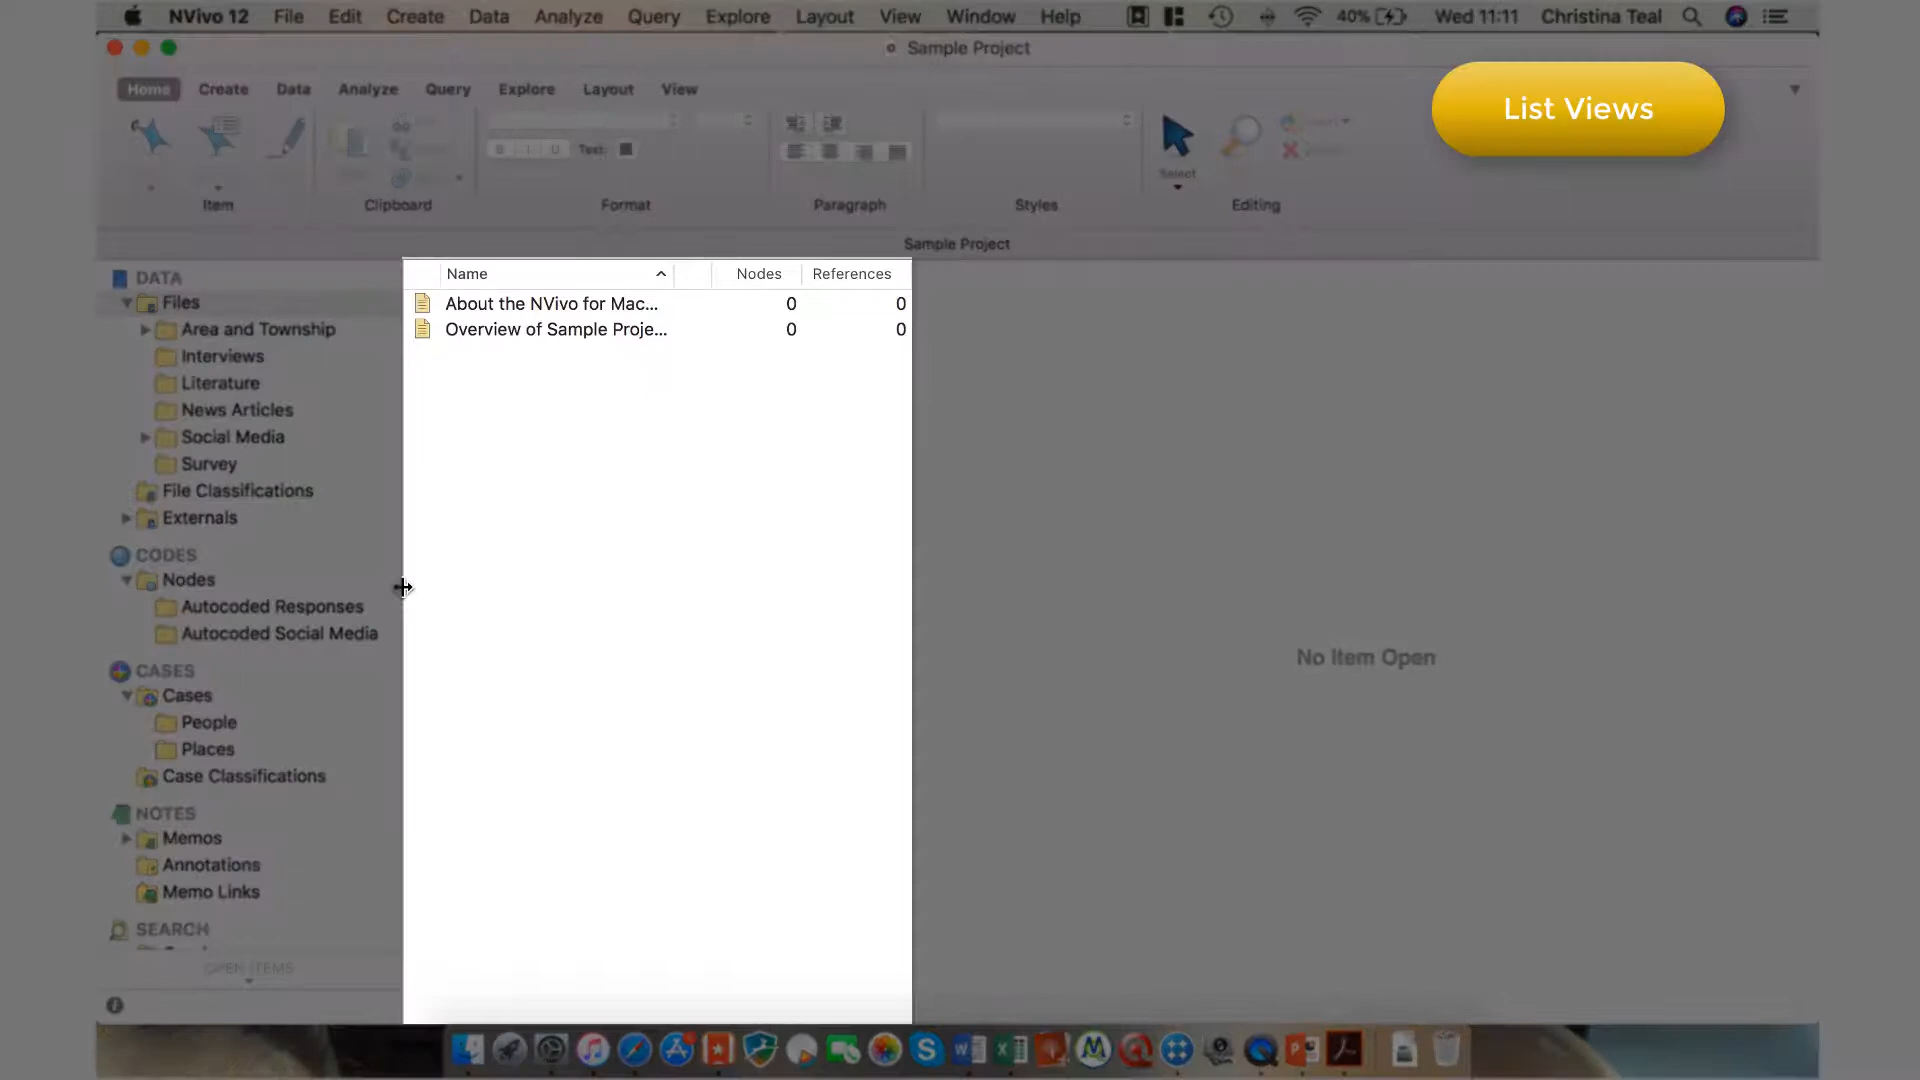 NVivo 12 File Edit Create Data Analyze Query Explore Layout View Window Help 40% Wed 11:11 Christina Teal
Sample Project
Home Create Data Analyze Query Explore Layout View
List Views
B I U Text:
Select
Item Clipboard Format Paragraph Styles Editing
Sample Project
DATA
Files
Area and Township
Interviews
Literature
News Articles
Social Media
Survey
File Classifications
Externals
CODES
Nodes
Autocoded Responses
Autocoded Social Media
CASES
Cases
People
Places
Case Classifications
NOTES
Memos
Annotations
Memo Links
SEARCH
OPEN ITEMS
Name Nodes References
About the NVivo for Mac... 0 0
Overview of Sample Proje... 0 0
No Item Open